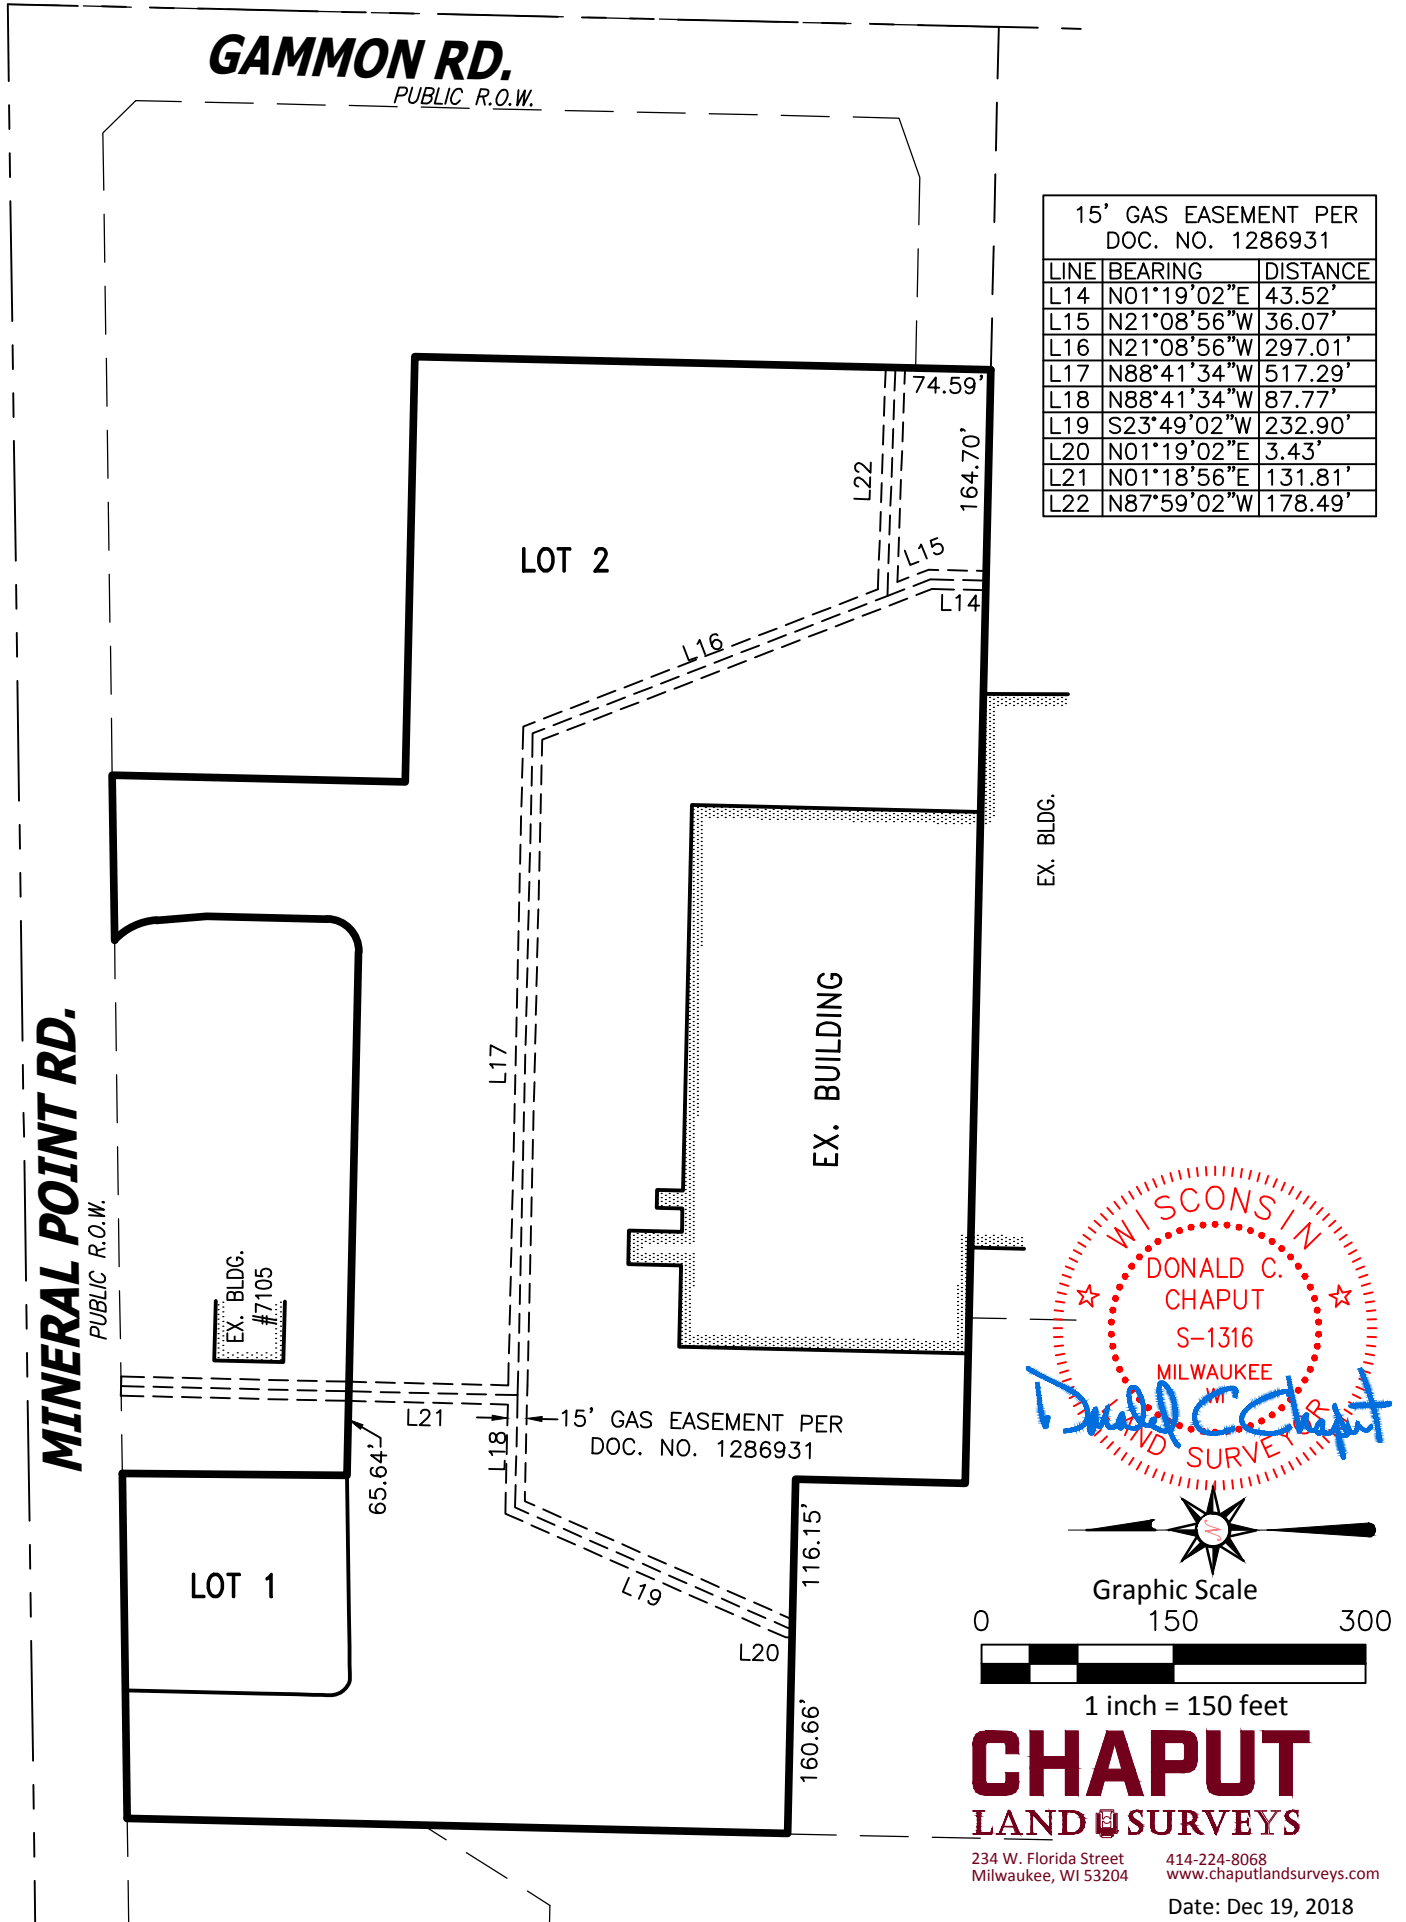 GAMMON RD.
PUBLIC R.O.W.
15' GAS EASEMENT PER
DOC. NO. 1286931
LINE BEARING DISTANCE
L14 N01°19'02"E 43.52'
L15 N21°08'56"W 36.07'
L16 N21°08'56"W 297.01'
L17 N88°41'34"W 517.29'
L18 N88°41'34"W 87.77'
L19 S23°49'02"W 232.90'
L20 N01°19'02"E 3.43'
L21 N01°18'56"E 131.81'
L22 N87°59'02"W 178.49'
74.59'
164.70'
L22
LOT 2
L15
L14
L16
EX. BLDG.
EX. BUILDING
L17
MINERAL POINT RD.
PUBLIC R.O.W.
EX. BLDG.
#7105
L21
15' GAS EASEMENT PER
DOC. NO. 1286931
L18
65.64'
116.15'
LOT 1
L19
L20
160.66'
WISCONSIN
DONALD C.
CHAPUT
S-1316
MILWAUKEE
WI
LAND SURVEYOR
Donald C Chaput
N
Graphic Scale
0 150 300
1 inch = 150 feet
CHAPUT
LAND SURVEYS
234 W. Florida Street 414-224-8068
Milwaukee, WI 53204 www.chaputlandsurveys.com
Date: Dec 19, 2018